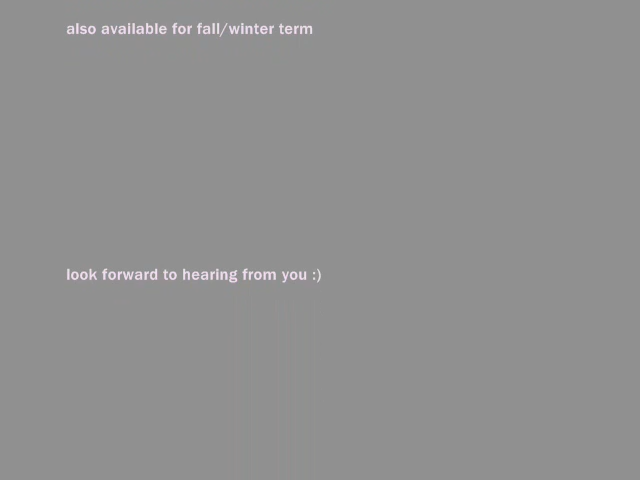 also available for fall/winter term
look forward to hearing from you :)